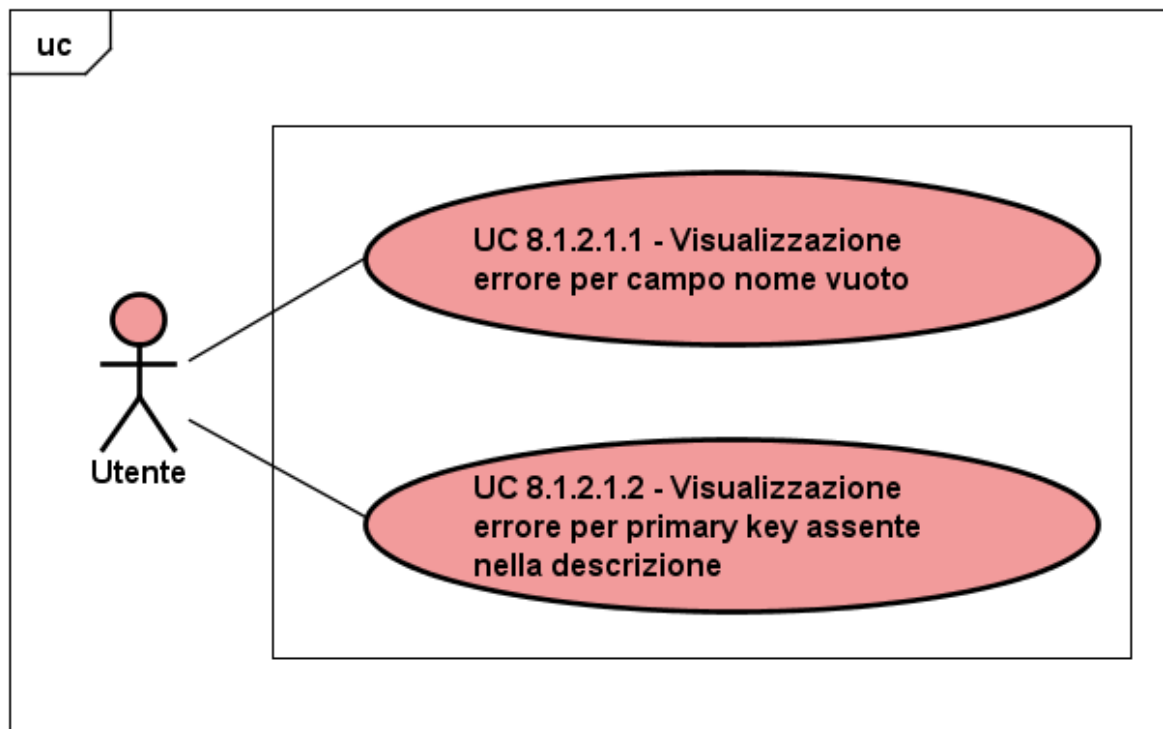 uc
UC 8.1.2.1.1 - Visualizzazione
errore per campo nome vuoto
Utente
UC 8.1.2.1.2 - Visualizzazione
errore per primary key assente
nella descrizione